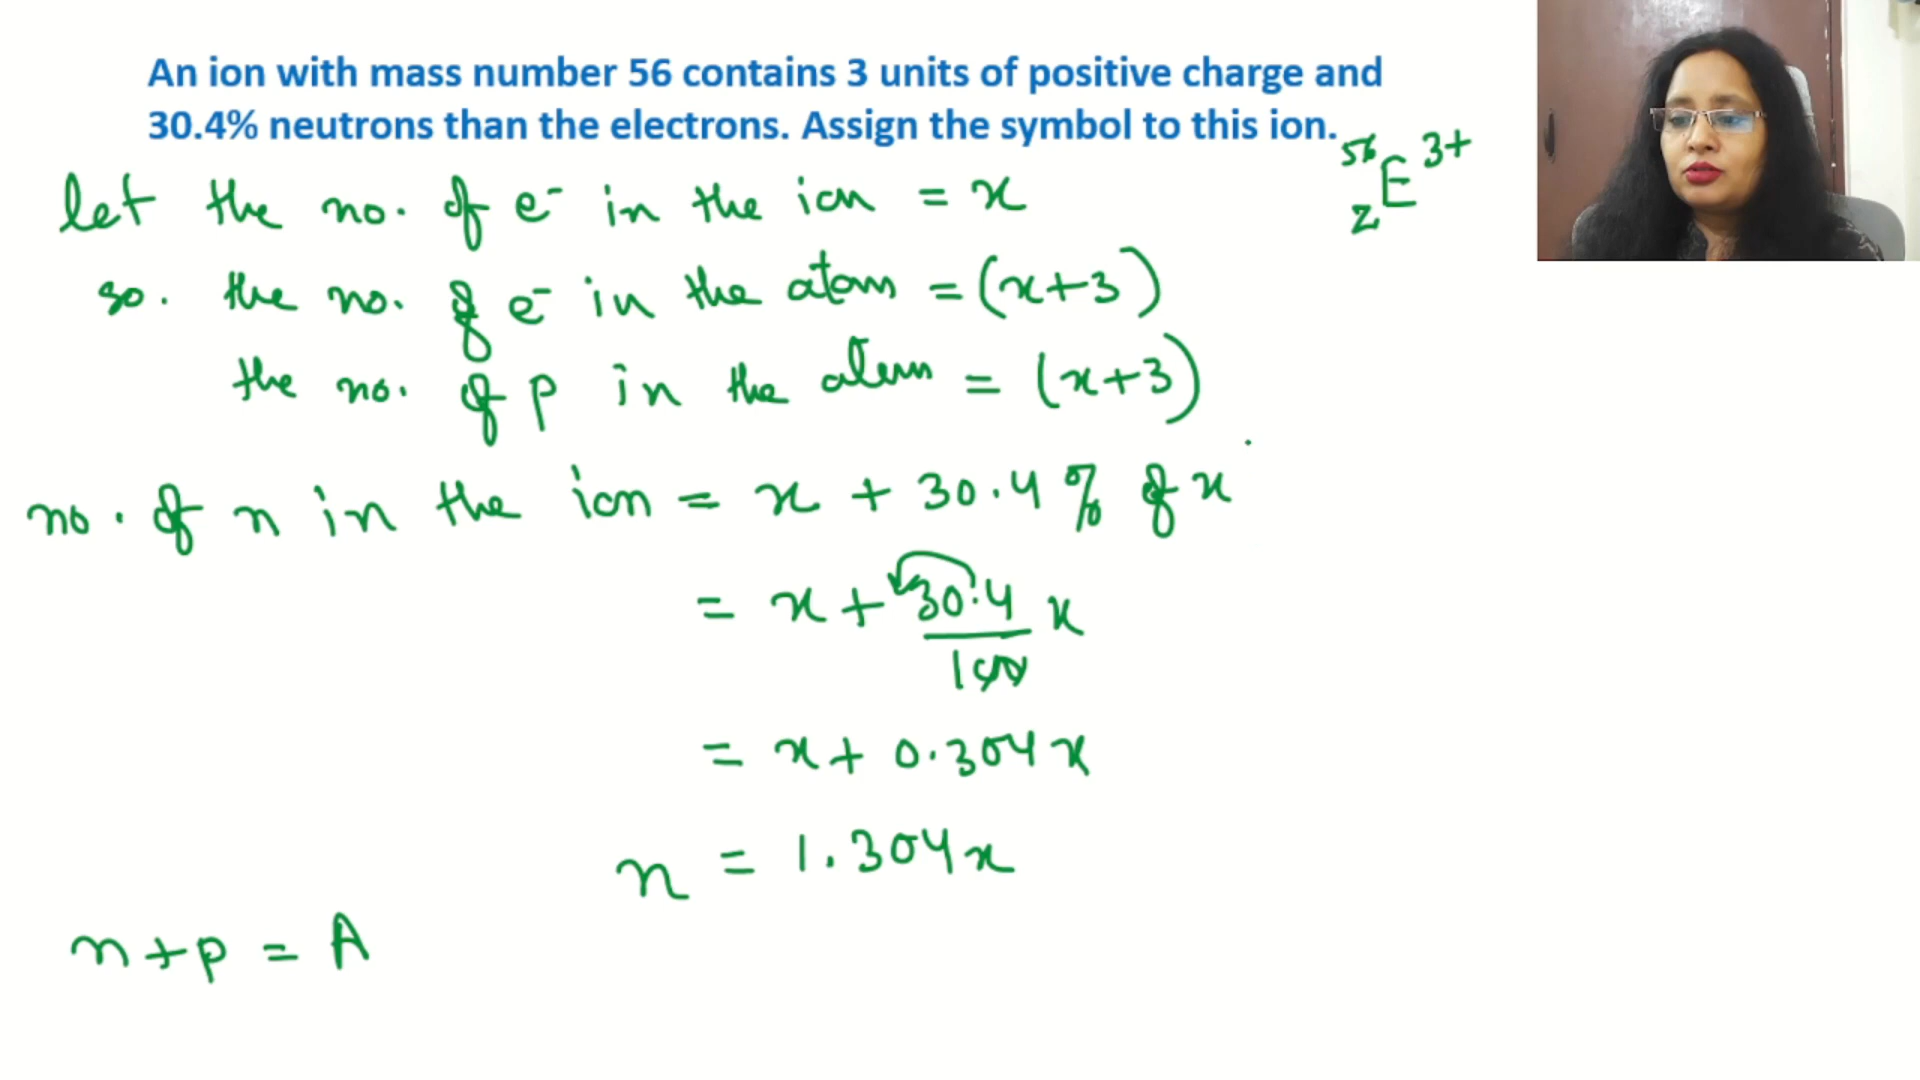 An ion with mass number 56 contains 3 units of positive charge and
30.4% neutrons than the electrons. Assign the symbol to this ion.
56 E 3+
Z
let the no. of e⁻ in the ion = x
so. the no. of e⁻ in the atom = (x+3)
the no. of p in the atom = (x+3)
no. of n in the ion = x + 30.4% of x
= x + 30.4/100 x
= x + 0.304x
n = 1.304x
n+p = A